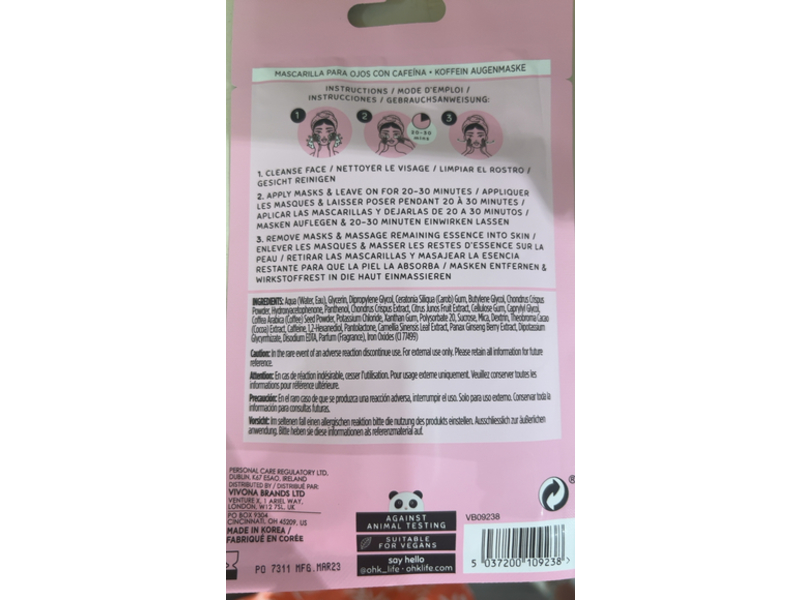 MASCARILLA PARA OJOS CON CAFEÍNA • KOFFEIN AUGENMASKE
INSTRUCTIONS / MODE D'EMPLOI /
INSTRUCCIONES / GEBRAUCHSANWEISUNG:
1 2 20-30 MINS 3
1. CLEANSE FACE / NETTOYER LE VISAGE / LIMPIAR EL ROSTRO /
GESICHT REINIGEN
2. APPLY MASKS & LEAVE ON FOR 20-30 MINUTES / APPLIQUER
LES MASQUES & LAISSER POSER PENDANT 20 À 30 MINUTES /
APLICAR LAS MASCARILLAS Y DEJARLAS DE 20 A 30 MINUTOS /
MASKEN AUFLEGEN & 20-30 MINUTEN EINWIRKEN LASSEN
3. REMOVE MASKS & MASSAGE REMAINING ESSENCE INTO SKIN /
ENLEVER LES MASQUES & MASSER LES RESTES D'ESSENCE SUR LA
PEAU / RETIRAR LAS MASCARILLAS Y MASAJEAR LA ESENCIA
RESTANTE PARA QUE LA PIEL LA ABSORBA / MASKEN ENTFERNEN &
WIRKSTOFFREST IN DIE HAUT EINMASSIEREN
INGREDIENTS: Aqua (Water, Eau), Glycerin, Dipropylene Glycol, Ceratonia Siliqua (Carob) Gum, Butylene Glycol, Chondrus Crispus
Powder, Hydroxyacetophenone, Panthenol, Chondrus Crispus Extract, Citrus Junos Fruit Extract, Cellulose Gum, Caprylyl Glycol,
Coffea Arabica (Coffee) Seed Powder, Potassium Chloride, Xanthan Gum, Polysorbate 20, Sucrose, Mica, Dextrin, Theobroma Cacao
(Cocoa) Extract, Caffeine, 1,2-Hexanediol, Pantolactone, Camellia Sinensis Leaf Extract, Panax Ginseng Berry Extract, Dipotassium
Glycyrrhizate, Disodium EDTA, Parfum (Fragrance), Iron Oxides (CI 77499)
Caution: In the rare event of an adverse reaction discontinue use. For external use only. Please retain all information for future
reference.
Attention: En cas de réaction indésirable, cesser l'utilisation. Pour usage externe uniquement. Veuillez conserver toutes les
informations pour référence ultérieure.
Precaución: En el raro caso de que se produzca una reacción adversa, interrumpir el uso. Solo para uso externo. Conservar toda la
información para consultas futuras.
Vorsicht: Im seltenen fall einen allergischen reaktion bitte die nutzung des produkts einstellen. Ausschliesslich zur äußerlichen
anwendung. Bitte heben sie diese informationen als referenzmaterial auf.
PERSONAL CARE REGULATORY LTD.
DUBLIN, K67 E5A0, IRELAND
DISTRIBUTED BY / DISTRIBUÉ PAR:
VIVONA BRANDS LTD
VENTURE X, 1 ARIEL WAY,
LONDON, W12 7SL, UK
PO BOX 9304
CINCINNATI, OH 45209, US
MADE IN KOREA /
FABRIQUÉ EN CORÉE
PO 7311 MFG.MAR23
AGAINST
ANIMAL TESTING
SUITABLE
FOR VEGANS
say hello
@ohk_life • ohklife.com
®
VB09238
5 037200 109238 >